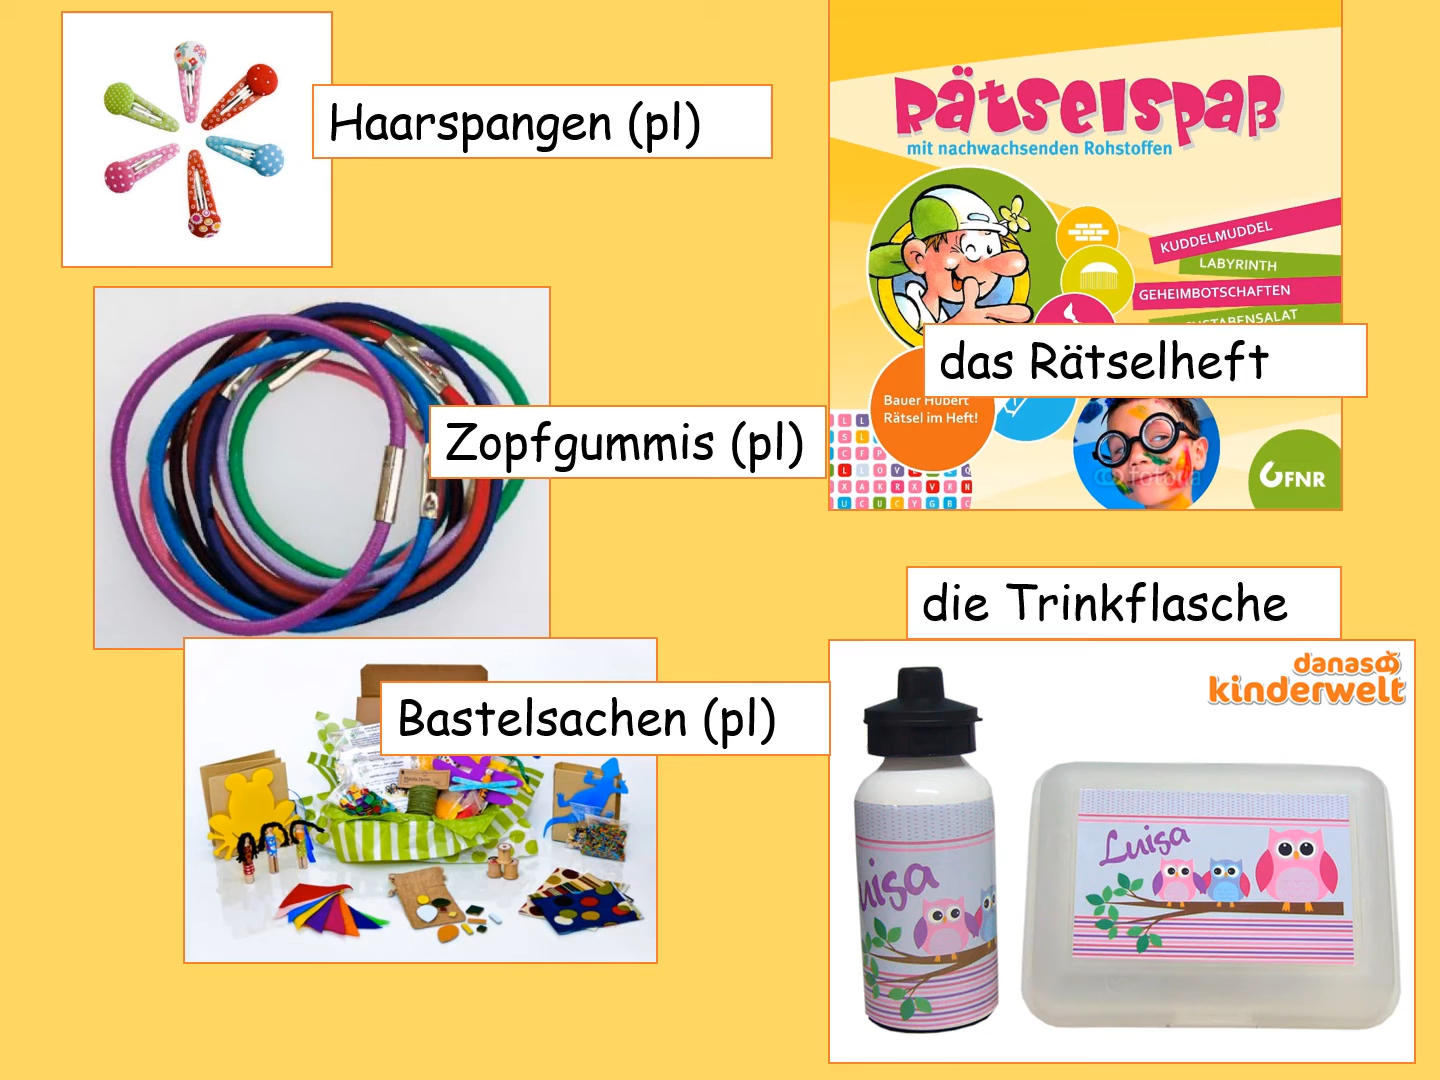 Haarspangen (pl)
Zopfgummis (pl)
Bastelsachen (pl)
Rätselspaß
mit nachwachsenden Rohstoffen
KUDDELMUDDEL
LABYRINTH
GEHEIMBOTSCHAFTEN
das Rätselheft
Bauer Hubert
Rätsel im Heft!
FNR
die Trinkflasche
danas
kinderwelt
Luisa